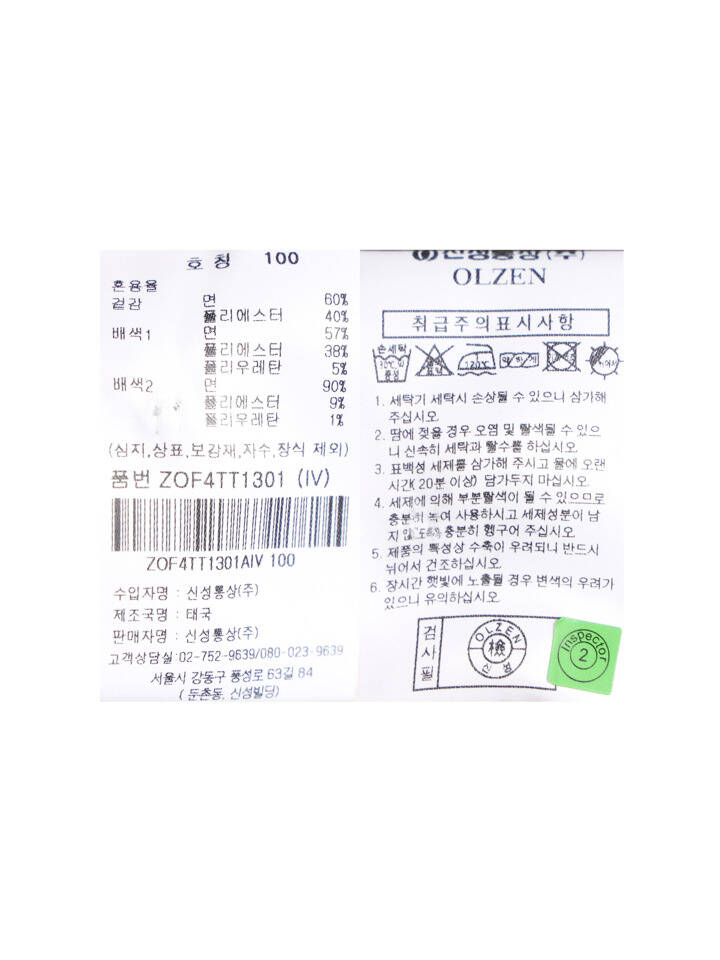 호 칭 100
혼용율
겉감 면 60%
폴리에스터 40%
배색1 면 57%
폴리에스터 38%
폴리우레탄 5%
배색2 면 90%
폴리에스터 9%
폴리우레탄 1%
(심지,상표,보강재,자수,장식 제외)
품번 ZOF4TT1301 (IV)
ZOF4TT1301AIV 100
수입자명 : 신성통상(주)
제조국명 : 태국
판매자명 : 신성통상(주)
고객상담실:02-752-9639/080-023-9639
서울시 강동구 풍성로 63길 84
( 둔촌동, 신성빌딩)
신성통상(주)
OLZEN
취급주의표시사항
손세탁
30℃
중성
표백
120℃
1. 세탁기 세탁시 손상될 수 있으니 삼가해
주십시오.
2. 땀에 젖을 경우 오염 및 탈색될 수 있으
니 신속히 세탁과 탈수를 하십시오.
3. 표백성 세제를 삼가해 주시고 물에 오랜
시간( 20분 이상) 담가두지 마십시오.
4. 세제에 의해 부분탈색이 될 수 있으므로
충분히 녹여 사용하시고 세제성분이 남
지 않도록 충분히 헹구어 주십시오.
5. 제품의 특성상 수축이 우려되니 반드시
뉘어서 건조하십시오.
6. 장시간 햇빛에 노출될 경우 변색의 우려가
있으니 유의하십시오.
검사필
OLZEN
檢
신성
Inspector
2